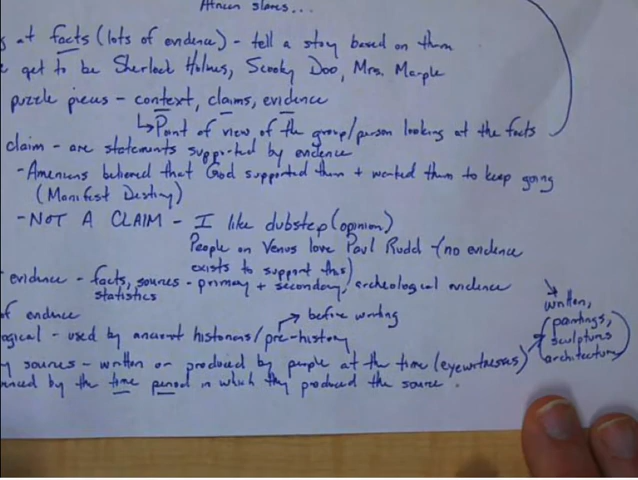 African slaves...
at facts (lots of evidence) - tell a story based on them
get to be Sherlock Holmes, Scooby Doo, Mrs. Marple
puzzle pieces - context, claims, evidence
↳ Point of view of the group/person looking at the facts
claim - are statements supported by evidence
- Americans believed that God supported them + wanted them to keep going
(Manifest Destiny)
- NOT A CLAIM - I like dubstep (opinion)
People on Venus love Paul Rudd (no evidence
exists to support this)
evidence - facts, sources - primary + secondary, archeological evidence
statistics
of evidence
ogical - used by ancient historians/pre-history
→ before writing
y sources - written or produced by people at the time (eyewitnesses)
written,
paintings,
sculptures
architecture
enced by the time period in which they produced the source.